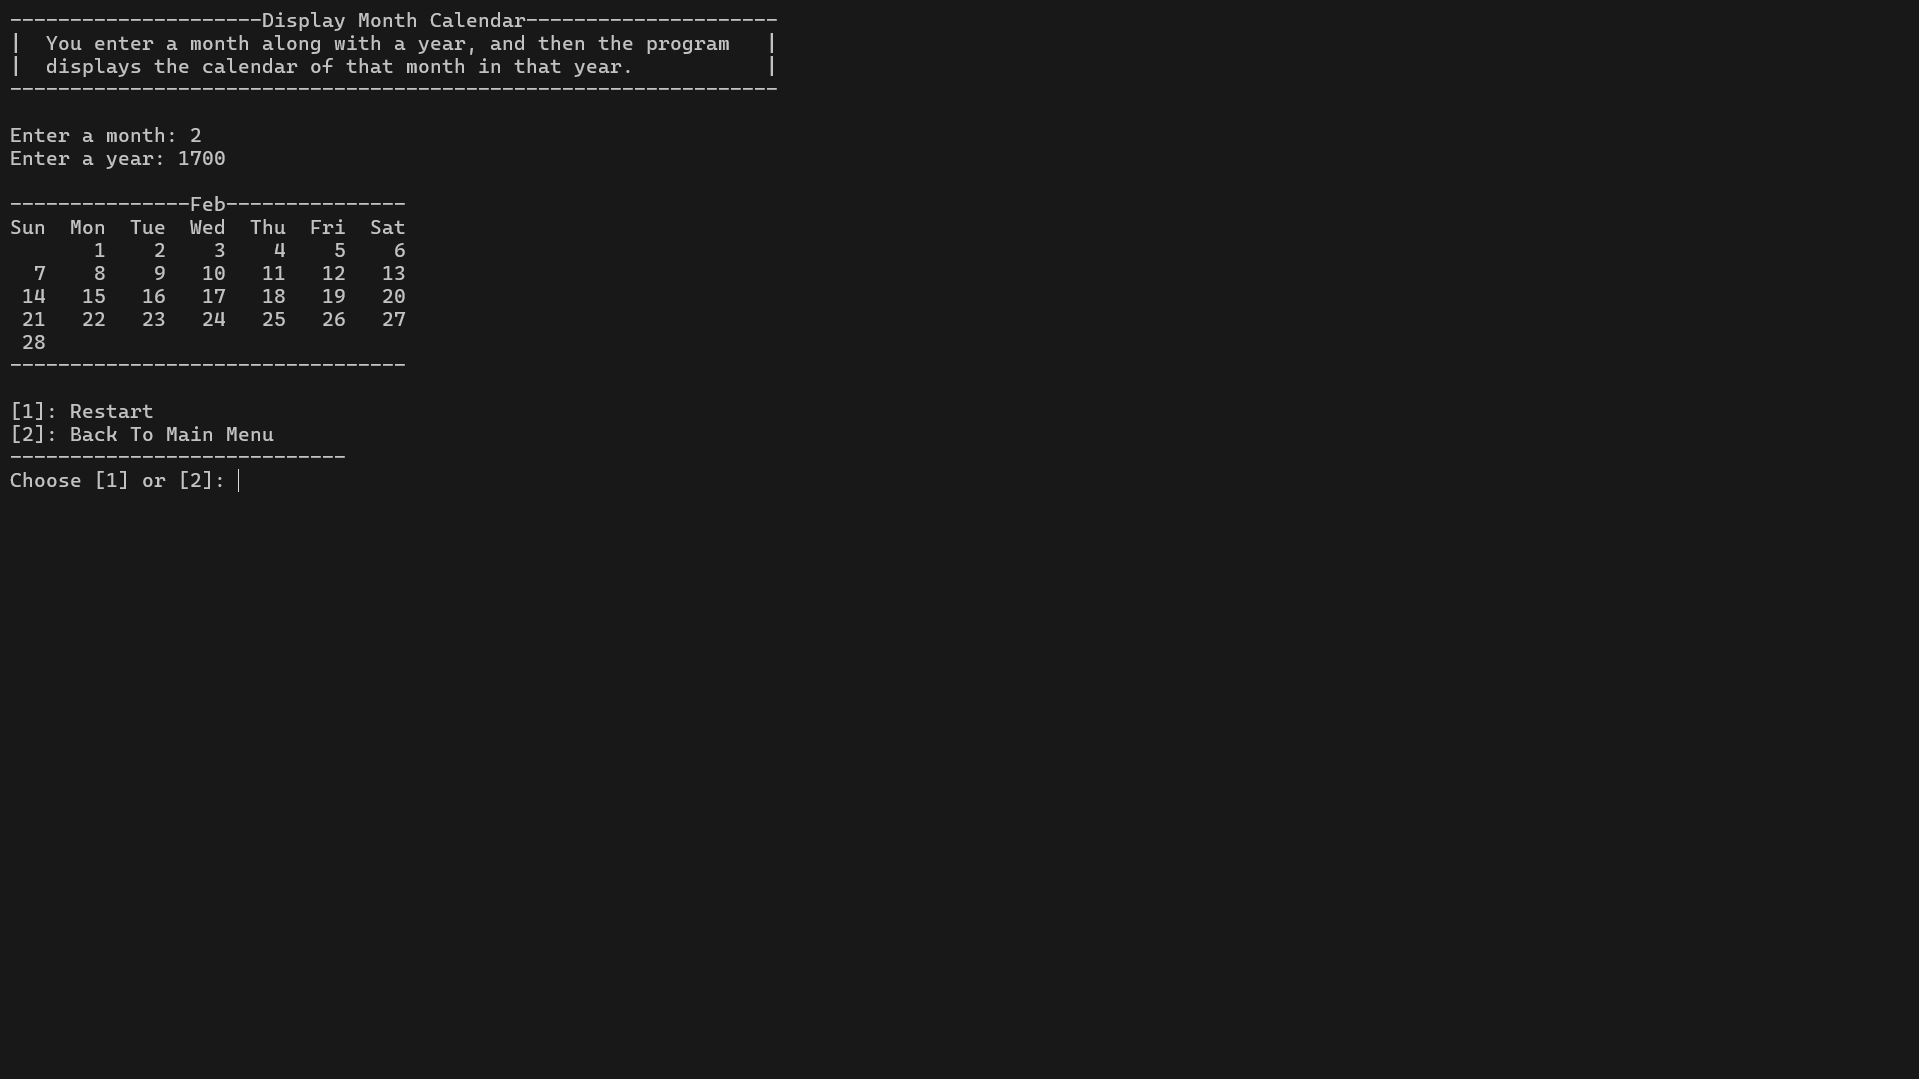 ---------------------Display Month Calendar---------------------
|  You enter a month along with a year, and then the program   |
|  displays the calendar of that month in that year.           |
----------------------------------------------------------------
Enter a month: 2
Enter a year: 1700
---------------Feb---------------
Sun  Mon  Tue  Wed  Thu  Fri  Sat
       1    2    3    4    5    6
  7    8    9   10   11   12   13
 14   15   16   17   18   19   20
 21   22   23   24   25   26   27
 28
---------------------------------
[1]: Restart
[2]: Back To Main Menu
----------------------------
Choose [1] or [2]: